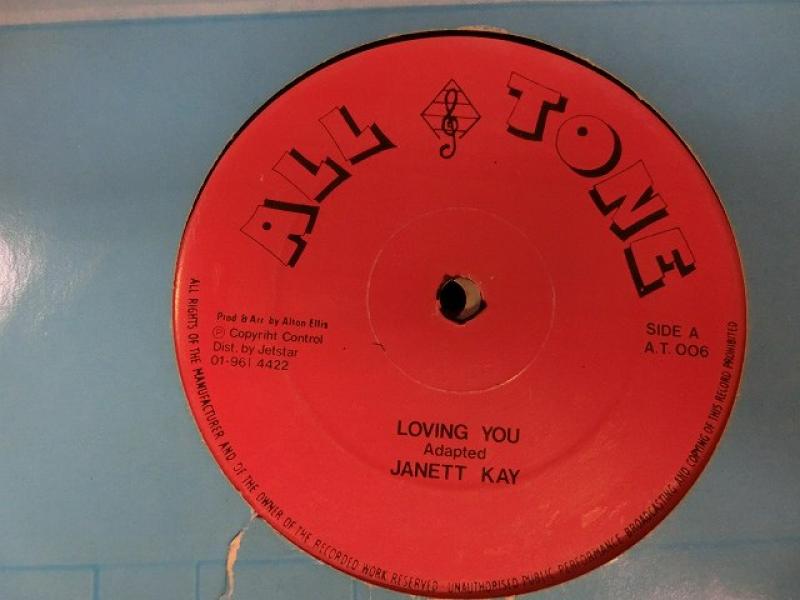 ALL TONE
Prod & Arr by Alton Ellis
Ⓟ Copyriht Control
Dist. by Jetstar
01-961 4422
SIDE A
A.T. 006
LOVING YOU
Adapted
JANETT KAY
ALL RIGHTS OF THE MANUFACTURER AND OF THE OWNER OF THE RECORDED WORK RESERVED - UNAUTHORISED PUBLIC PERFORMANCE BROADCASTING AND COPYING OF THIS RECORD PROHIBITED